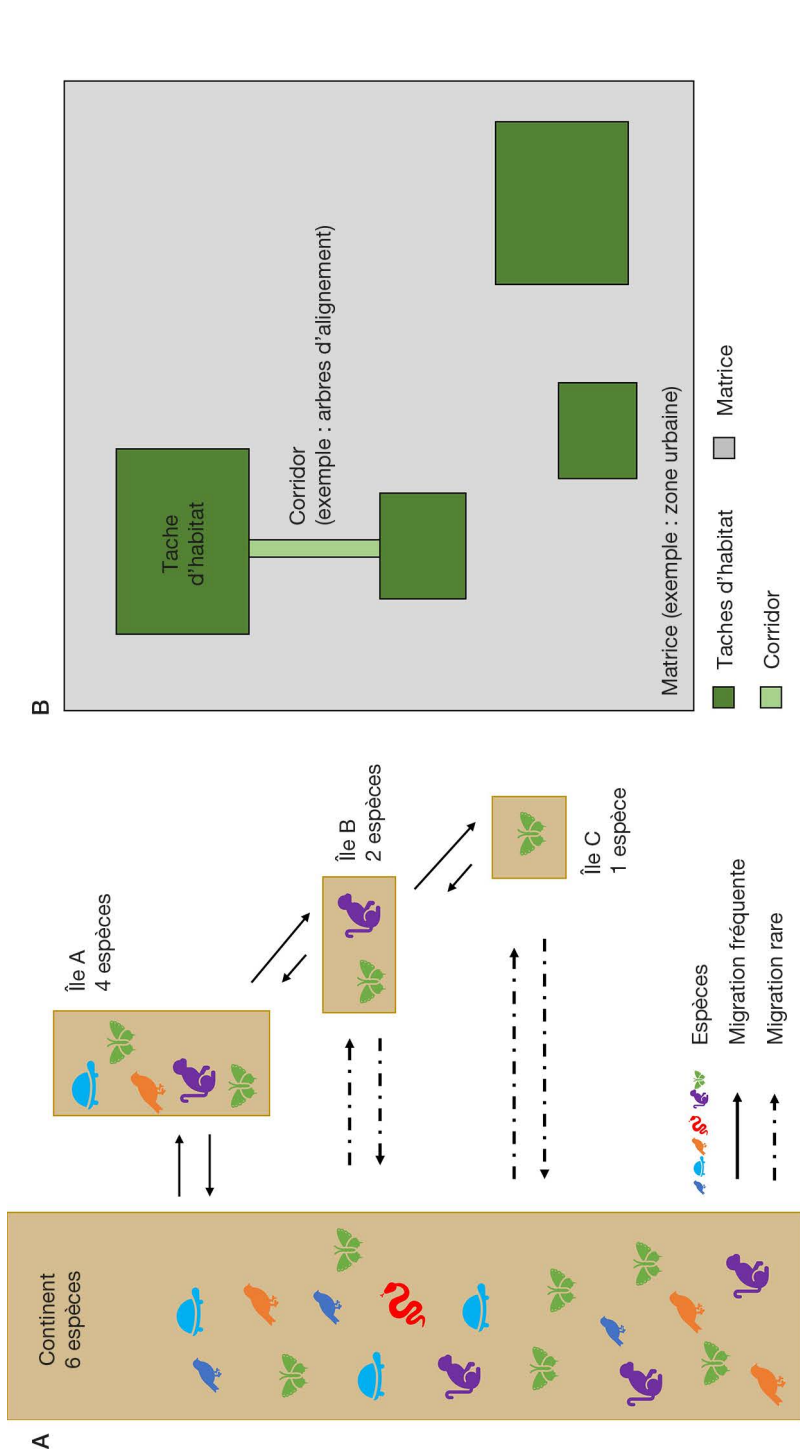 A
Continent
6 espèces
Île A
4 espèces
Île B
2 espèces
Île C
1 espèce
Espèces
Migration fréquente
Migration rare
B
Tache
d'habitat
Corridor
(exemple : arbres d'alignement)
Matrice (exemple : zone urbaine)
Taches d'habitat
Matrice
Corridor